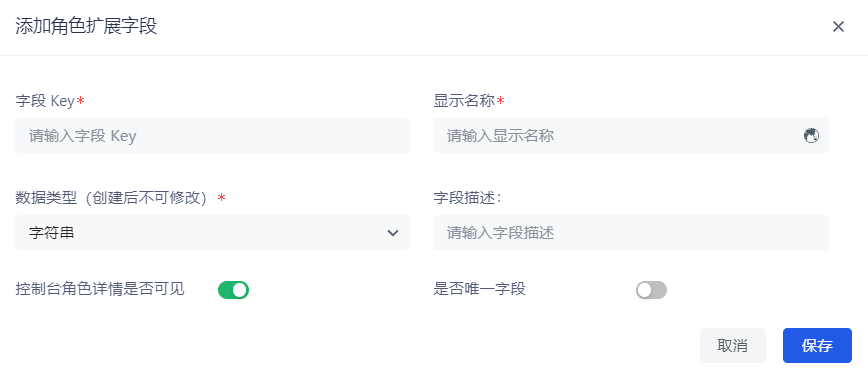 添加角色扩展字段
字段 Key*
显示名称*
请输入字段 Key
请输入显示名称
数据类型（创建后不可修改）*
字段描述:
字符串
请输入字段描述
控制台角色详情是否可见
是否唯一字段
取消
保存